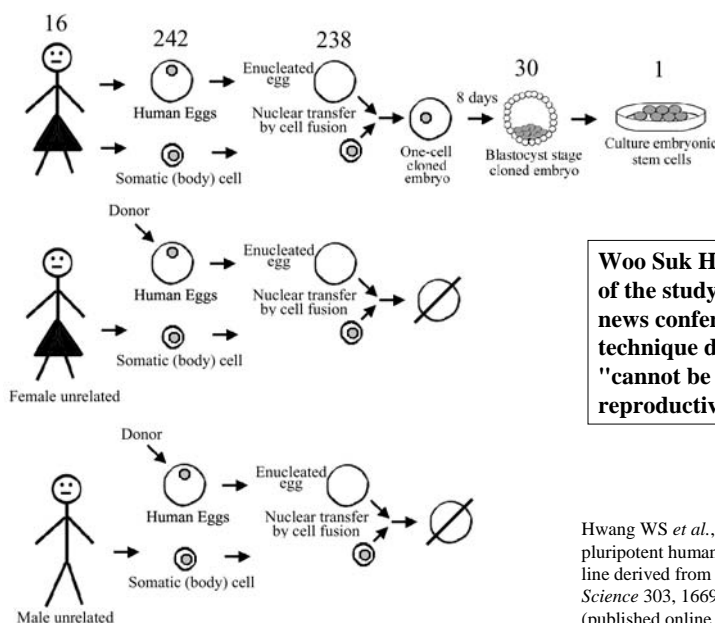 16
242
238
30
1
Enucleated
egg
8 days
Human Eggs
Nuclear transfer
by cell fusion
Somatic (body) cell
One-cell
cloned
embryo
Blastocyst stage
cloned embryo
Culture embryonic
stem cells
Donor
Enucleated
egg
Human Eggs
Nuclear transfer
by cell fusion
Somatic (body) cell
Female unrelated
Donor
Enucleated
egg
Human Eggs
Nuclear transfer
by cell fusion
Somatic (body) cell
Male unrelated
Woo Suk H
of the study
news confer
technique d
"cannot be
reproductiv
Hwang WS et al.,
pluripotent human
line derived from
Science 303, 1669
(published online